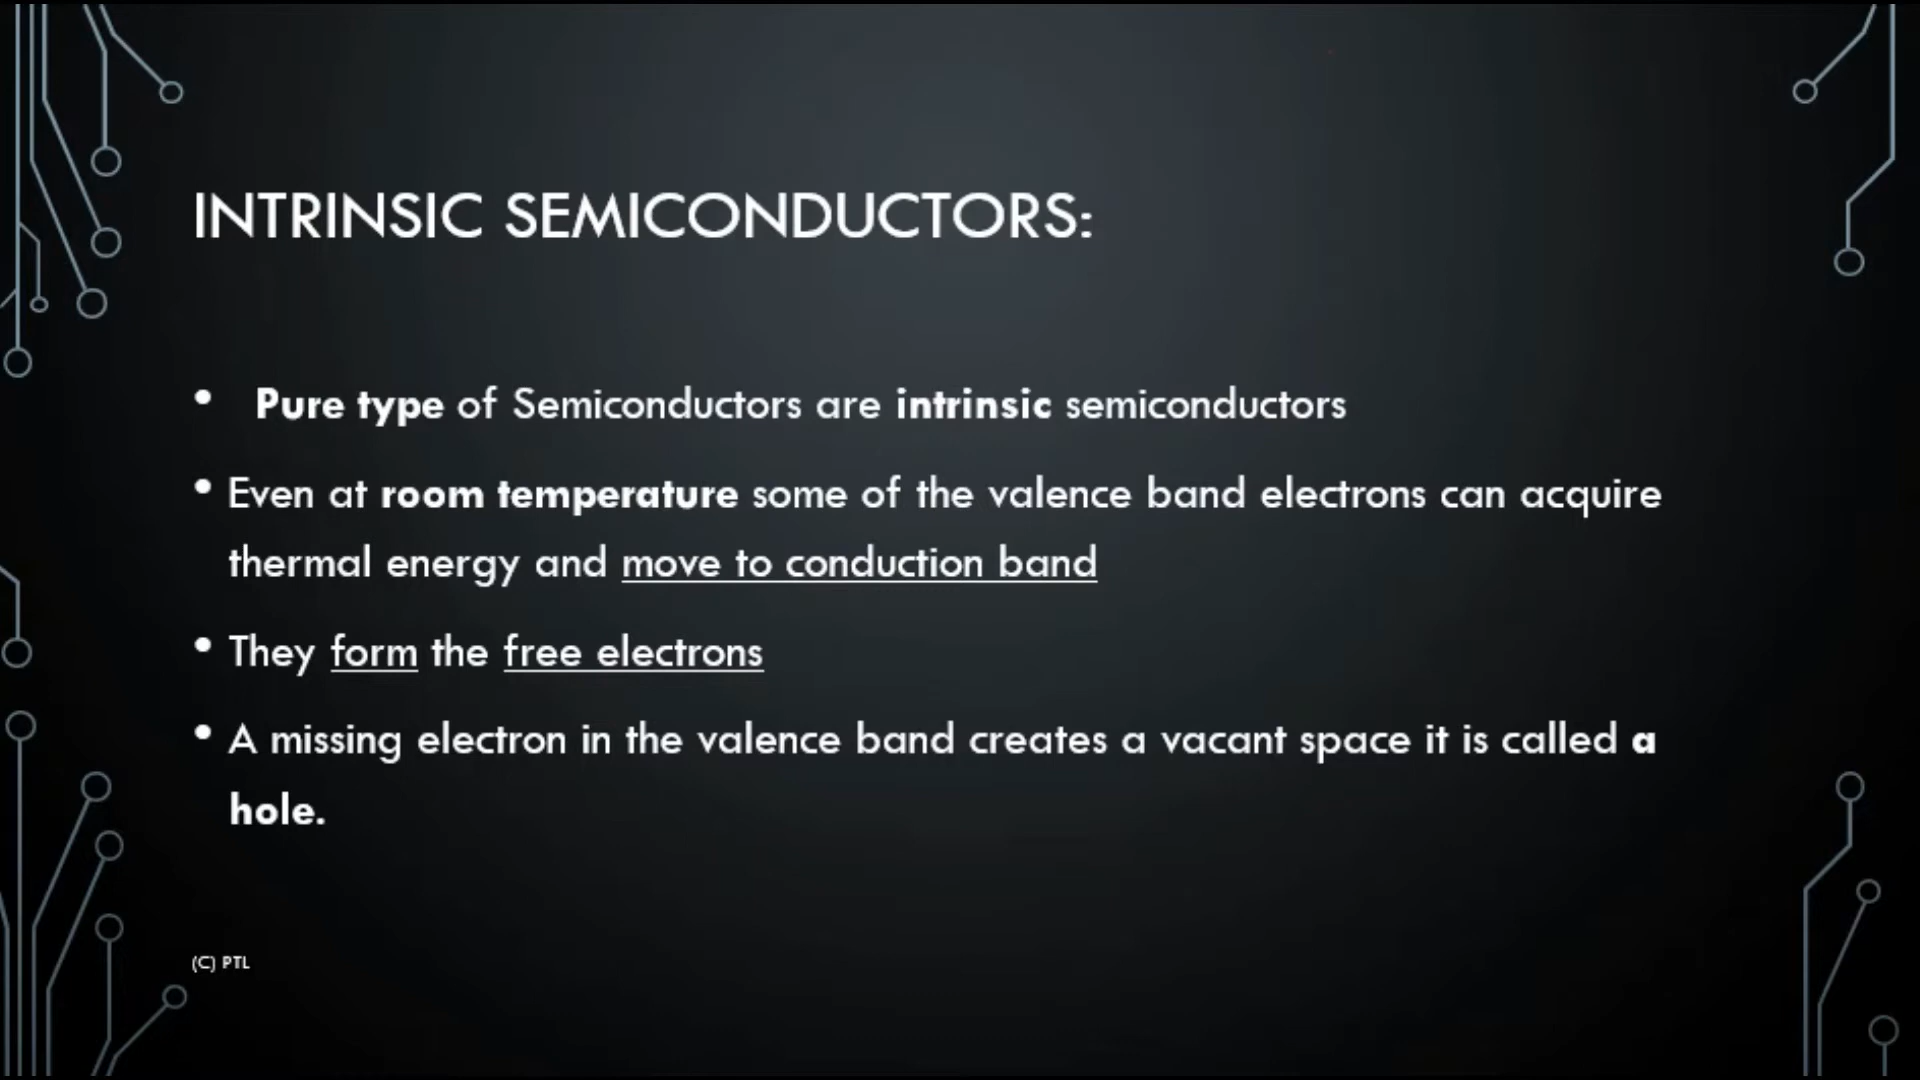 INTRINSIC SEMICONDUCTORS:
• Pure type of Semiconductors are intrinsic semiconductors
• Even at room temperature some of the valence band electrons can acquire
thermal energy and move to conduction band
• They form the free electrons
• A missing electron in the valence band creates a vacant space it is called a
hole.
(C) PTL